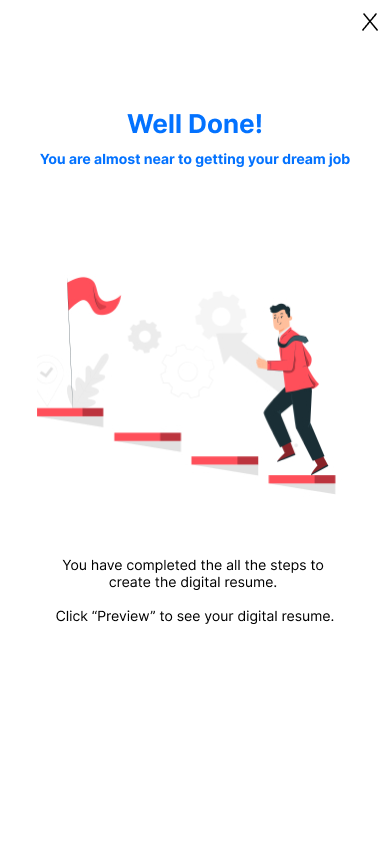 Well Done!
You are almost near to getting your dream job
You have completed the all the steps to
create the digital resume.
Click “Preview” to see your digital resume.